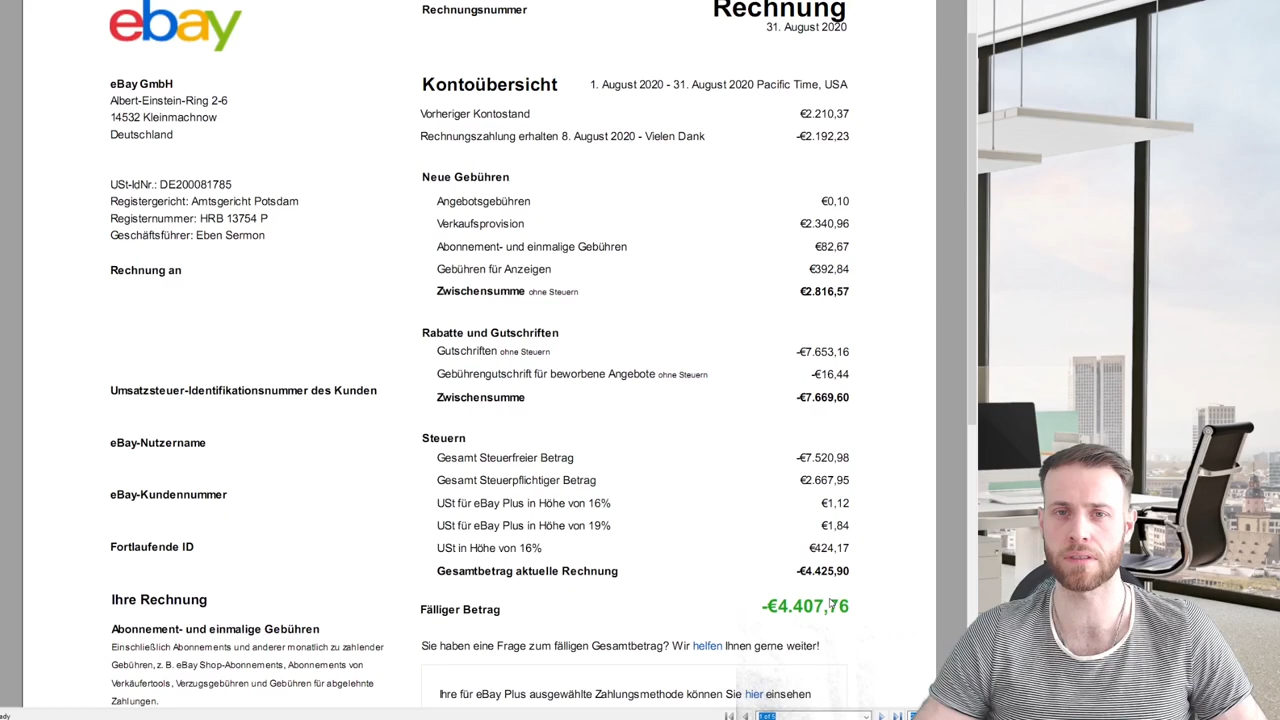 ebay
Rechnungsnummer
Rechnung
31. August 2020
eBay GmbH
Albert-Einstein-Ring 2-6
14532 Kleinmachnow
Deutschland
USt-IdNr.: DE200081785
Registergericht: Amtsgericht Potsdam
Registernummer: HRB 13754 P
Geschäftsführer: Eben Sermon
Rechnung an
Umsatzsteuer-Identifikationsnummer des Kunden
eBay-Nutzername
eBay-Kundennummer
Fortlaufende ID
Ihre Rechnung
Abonnement- und einmalige Gebühren
Einschließlich Abonnements und anderer monatlich zu zahlender
Gebühren, z. B. eBay Shop-Abonnements, Abonnements von
Verkäufertools, Verzugsgebühren und Gebühren für abgelehnte
Zahlungen.
Kontoübersicht 1. August 2020 - 31. August 2020 Pacific Time, USA
Vorheriger Kontostand €2.210,37
Rechnungszahlung erhalten 8. August 2020 - Vielen Dank -€2.192,23
Neue Gebühren
Angebotsgebühren €0,10
Verkaufsprovision €2.340,96
Abonnement- und einmalige Gebühren €82,67
Gebühren für Anzeigen €392,84
Zwischensumme ohne Steuern €2.816,57
Rabatte und Gutschriften
Gutschriften ohne Steuern -€7.653,16
Gebührengutschrift für beworbene Angebote ohne Steuern -€16,44
Zwischensumme -€7.669,60
Steuern
Gesamt Steuerfreier Betrag -€7.520,98
Gesamt Steuerpflichtiger Betrag €2.667,95
USt für eBay Plus in Höhe von 16% €1,12
USt für eBay Plus in Höhe von 19% €1,84
USt in Höhe von 16% €424,17
Gesamtbetrag aktuelle Rechnung -€4.425,90
Fälliger Betrag -€4.407,76
Sie haben eine Frage zum fälligen Gesamtbetrag? Wir helfen Ihnen gerne weiter!
Ihre für eBay Plus ausgewählte Zahlungsmethode können Sie hier einsehen
eady
1 of 5